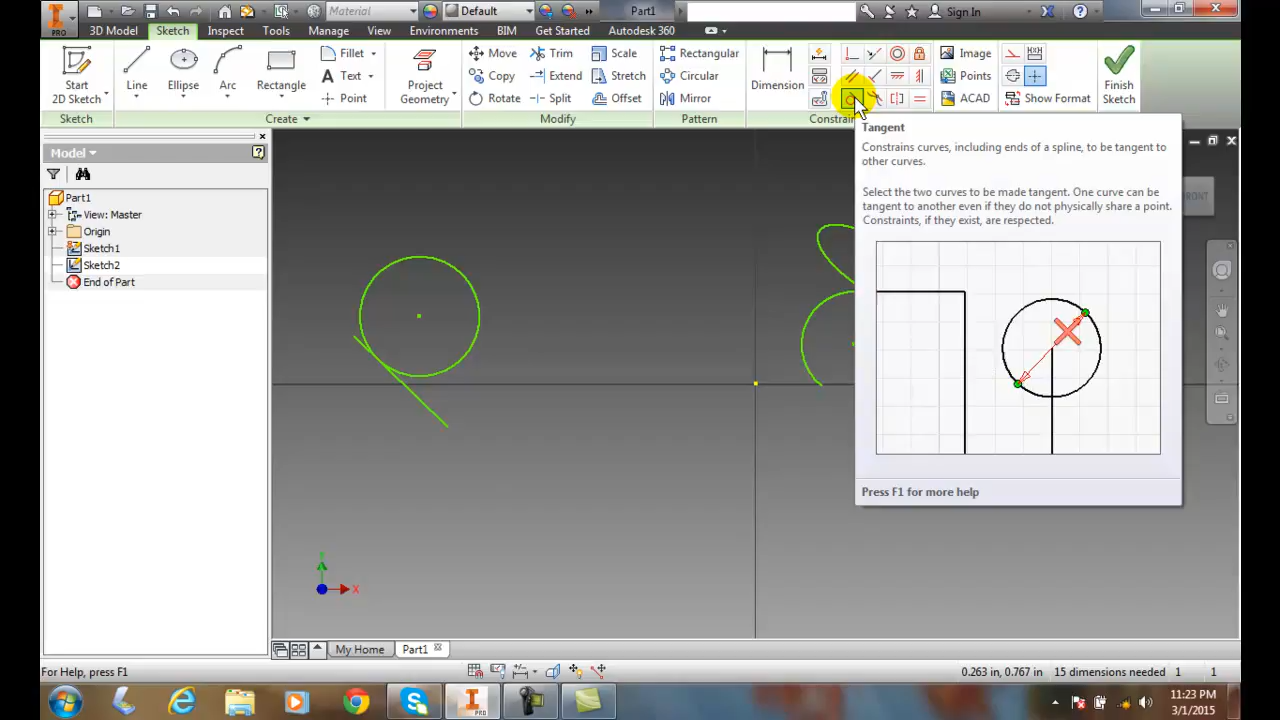 Material
Default
Part1
Sign In
PRO
3D Model
Sketch
Inspect
Tools
Manage
View
Environments
BIM
Get Started
Autodesk 360
Start
2D Sketch
Line
Ellipse
Arc
Rectangle
Fillet
Text
Point
Project
Geometry
Move
Copy
Rotate
Trim
Extend
Split
Scale
Stretch
Offset
Rectangular
Circular
Mirror
Dimension
Image
Points
ACAD
Show Format
Finish
Sketch
Sketch
Create
Modify
Pattern
Model
Part1
View: Master
Origin
Sketch1
Sketch2
End of Part
Tangent
Constrains curves, including ends of a spline, to be tangent to
other curves.
Select the two curves to be made tangent. One curve can be
tangent to another even if they do not physically share a point.
Constraints, if they exist, are respected.
Press F1 for more help
X
My Home
Part1
For Help, press F1
0.263 in, 0.767 in
15 dimensions needed
1
1
PRO
11:23 PM
3/1/2015